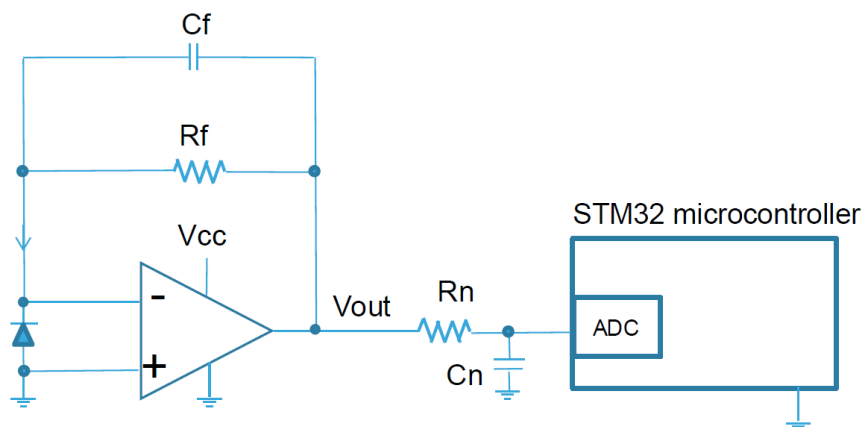 Cf
Rf
STM32 microcontroller
Vcc
-
Vout
Rn
ADC
+
Cn